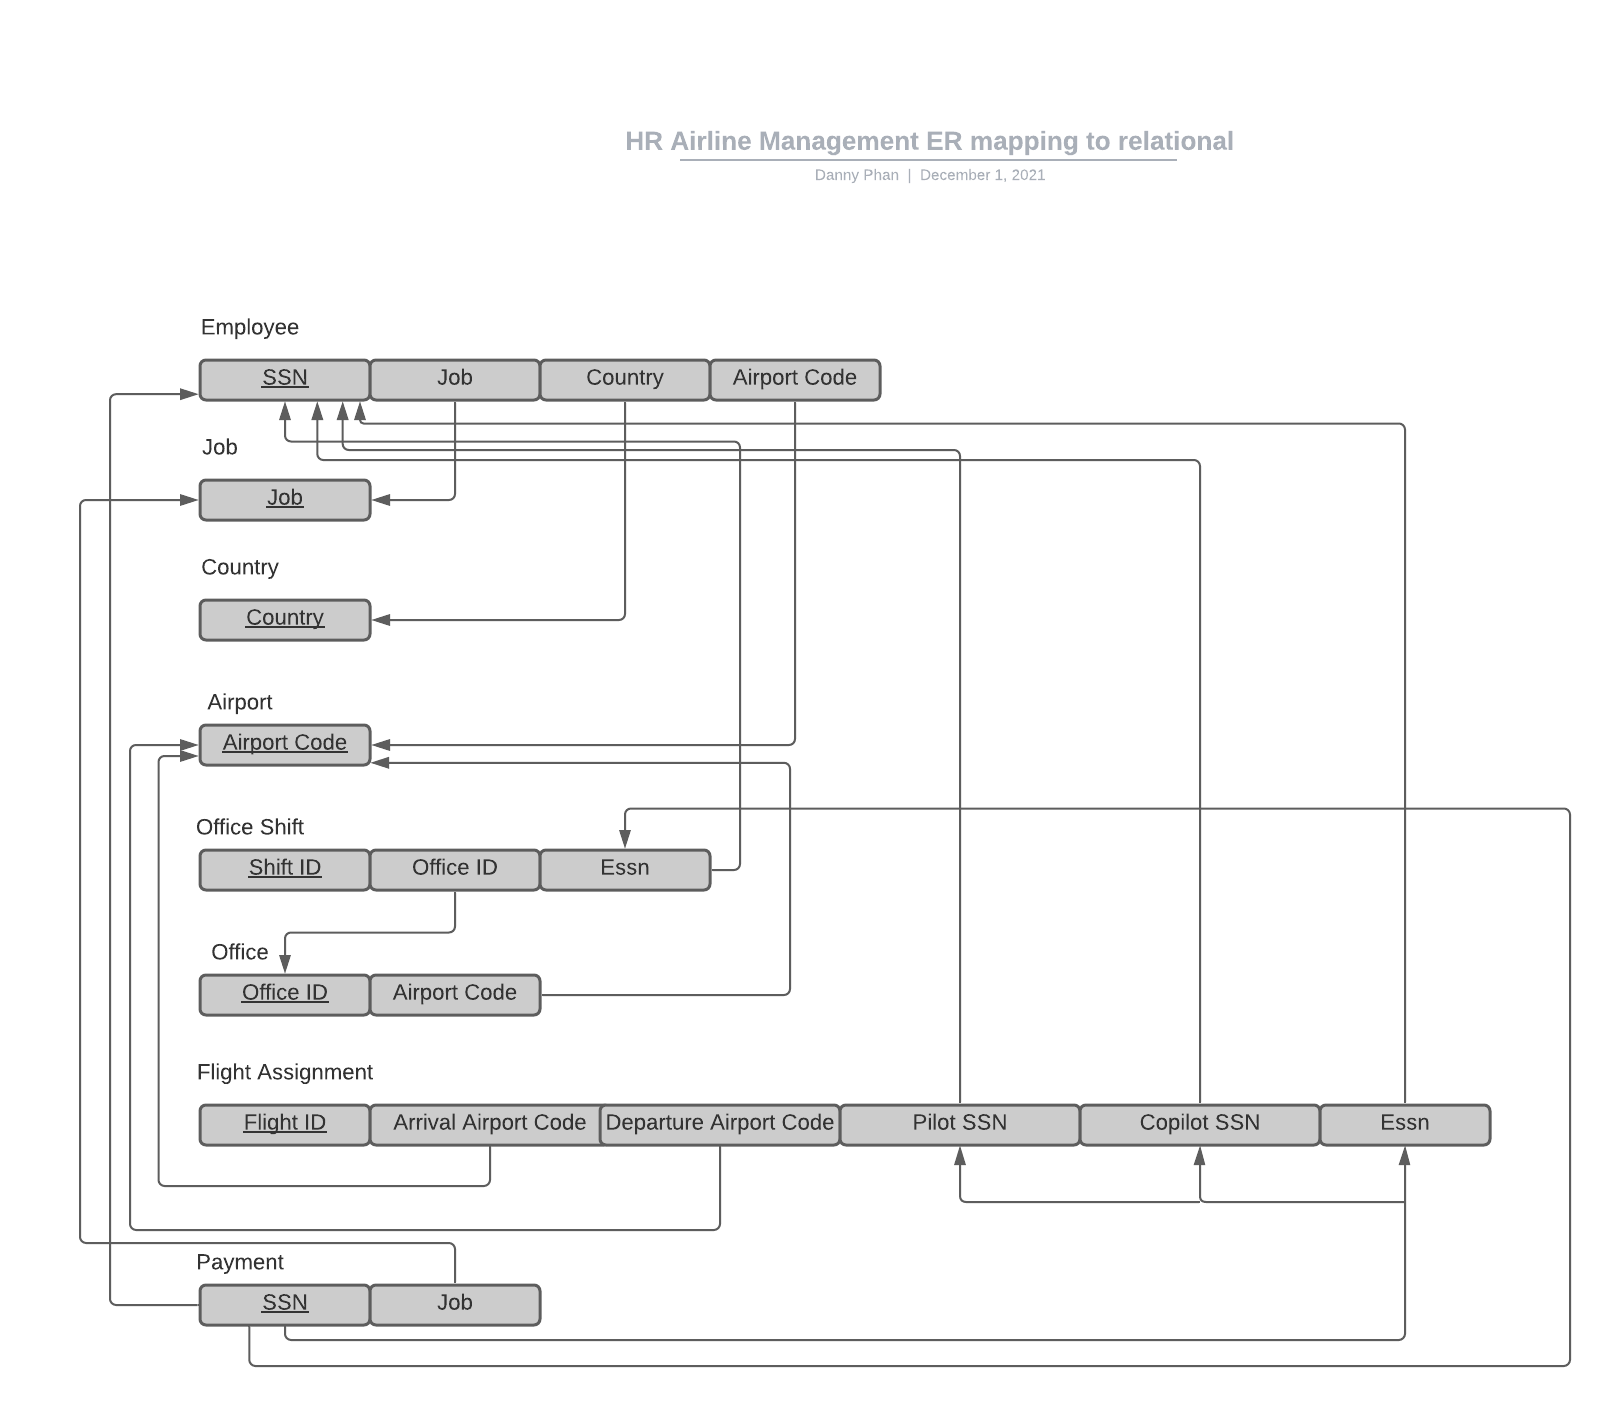 HR Airline Management ER mapping to relational
Danny Phan | December 1, 2021
Employee
SSN Job Country Airport Code
Job
Job
Country
Country
Airport
Airport Code
Office Shift
Shift ID Office ID Essn
Office
Office ID Airport Code
Flight Assignment
Flight ID Arrival Airport Code Departure Airport Code Pilot SSN Copilot SSN Essn
Payment
SSN Job